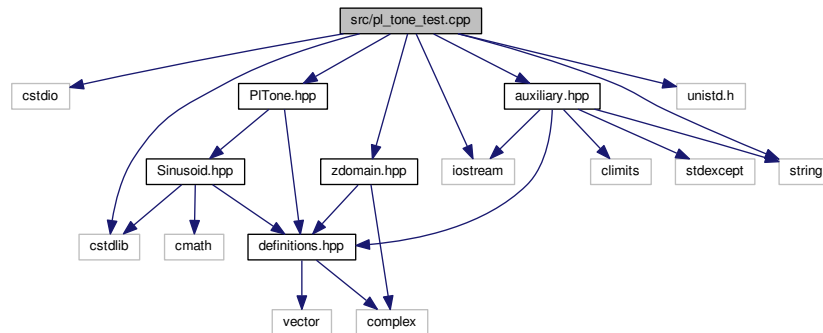 src/pl_tone_test.cpp
cstdio
PlTone.hpp
auxiliary.hpp
unistd.h
Sinusoid.hpp
zdomain.hpp
iostream
climits
stdexcept
string
cstdlib
cmath
definitions.hpp
vector
complex